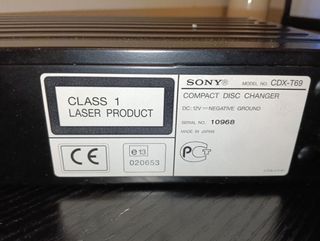 CLASS 1
LASER PRODUCT
CE
e13
020653
SONY® MODEL NO. CDX-T69
COMPACT DISC CHANGER
DC: 12V ⎓ NEGATIVE GROUND
SERIAL NO. 10968
MADE IN JAPAN